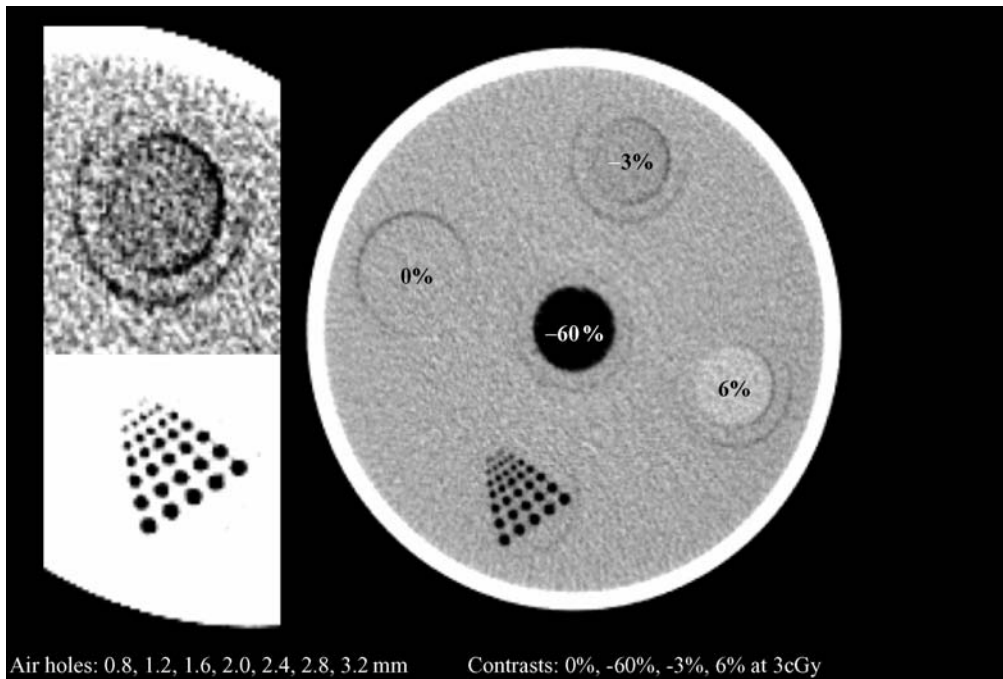 –3%
0%
–60%
6%
Air holes: 0.8, 1.2, 1.6, 2.0, 2.4, 2.8, 3.2 mm
Contrasts: 0%, -60%, -3%, 6% at 3cGy